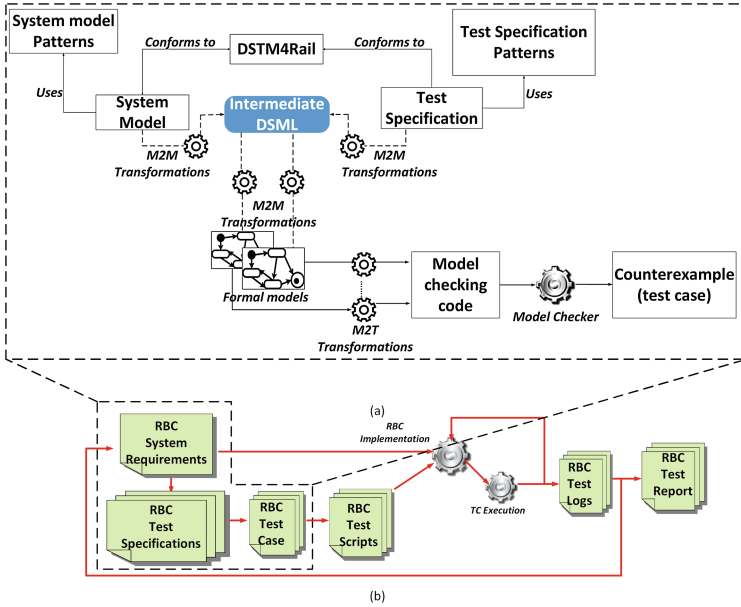 System model
Patterns
Conforms to
DSTM4Rail
Conforms to
Test Specification
Patterns
Uses
Uses
System
Model
Intermediate
DSML
Test
Specification
M2M
Transformations
M2M
Transformations
M2M
Transformations
Formal models
Model
checking
code
Model Checker
Counterexample
(test case)
M2T
Transformations
(a)
RBC
System
Requirements
RBC
Implementation
RBC
Test
Specifications
RBC
Test
Case
RBC
Test
Scripts
TC Execution
RBC
Test
Logs
RBC
Test
Report
(b)